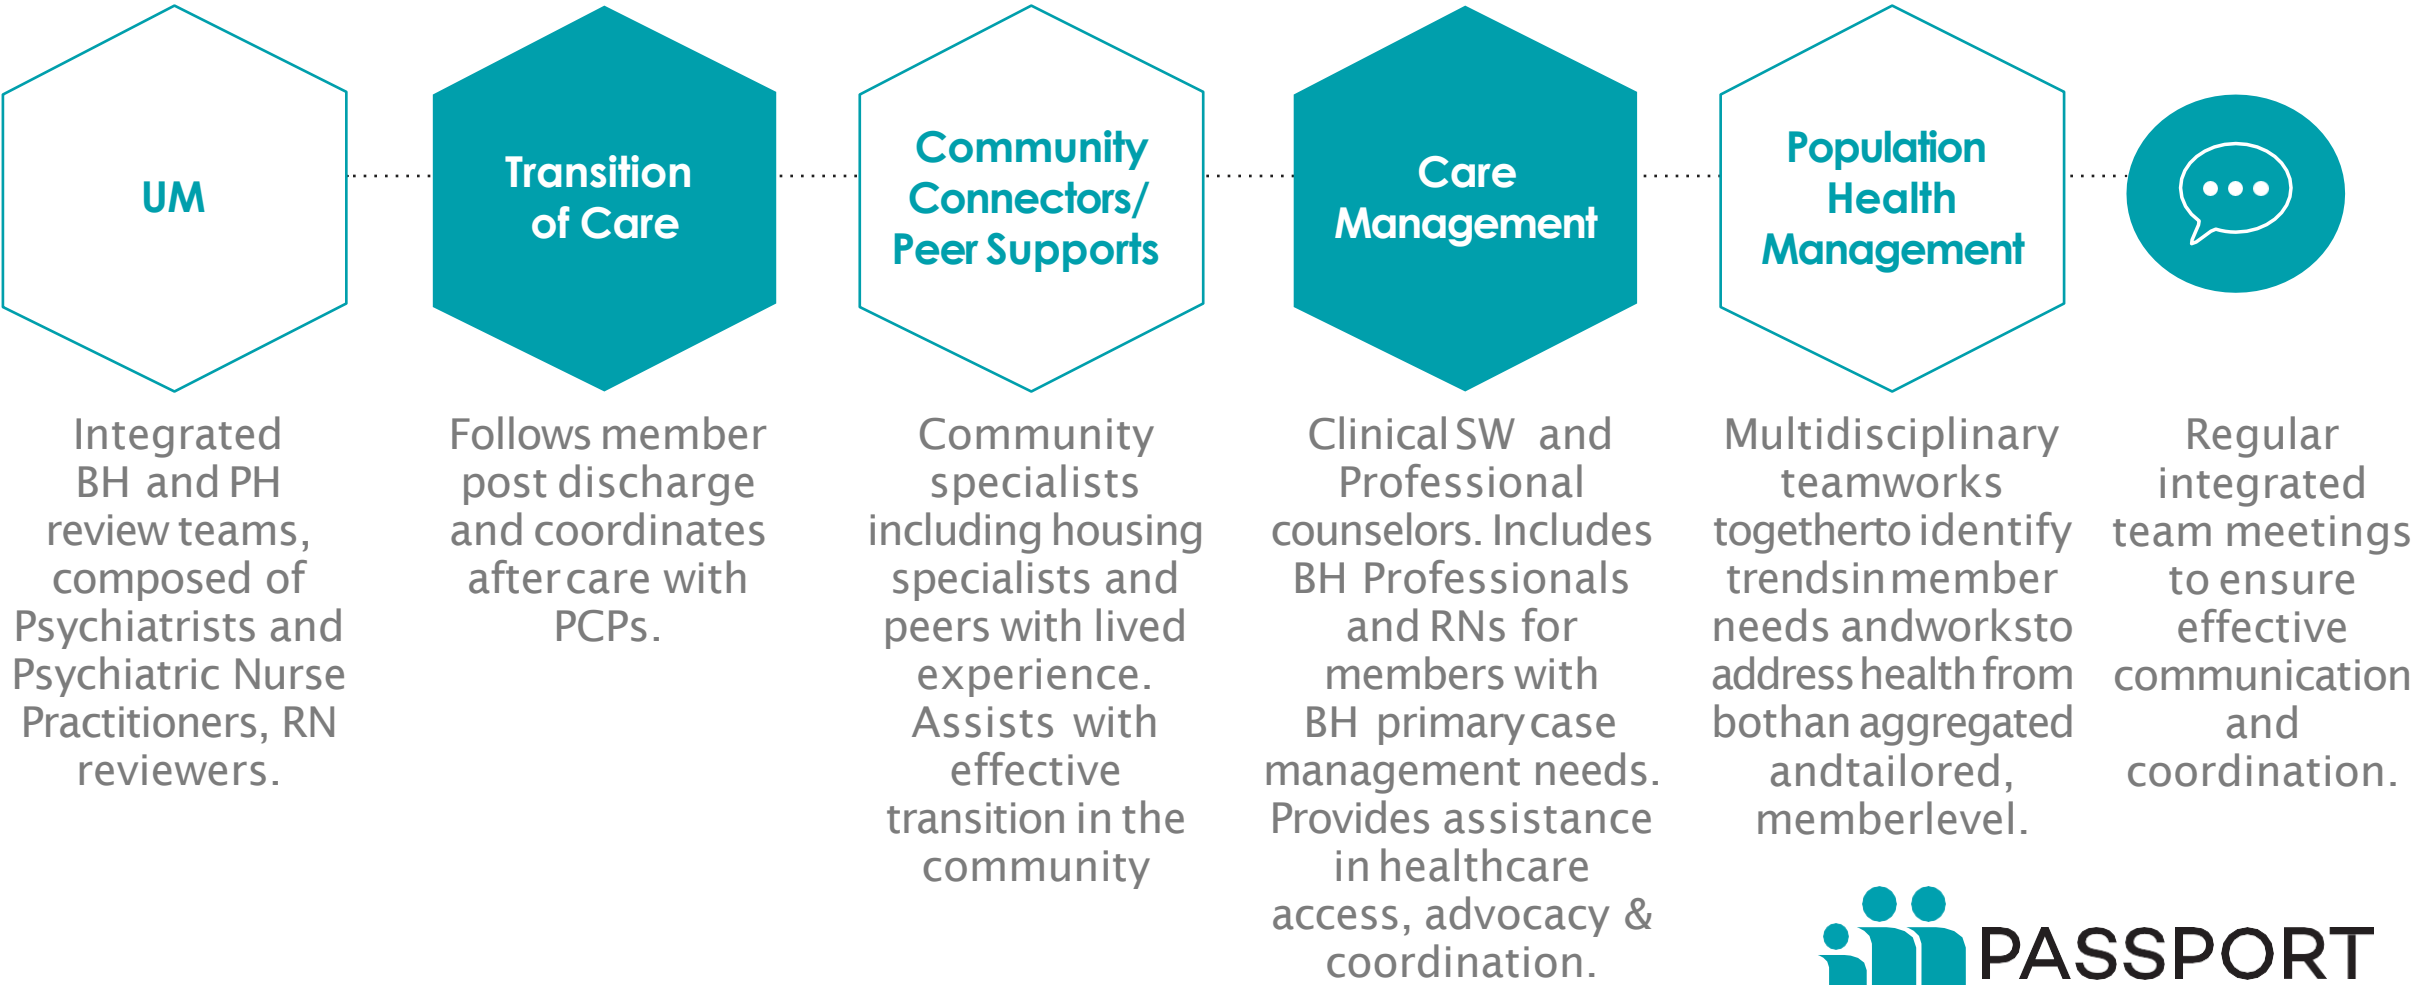 UM
Integrated
BH and PH
review teams,
composed of
Psychiatrists and
Psychiatric Nurse
Practitioners, RN
reviewers.
Transition
of Care
Follows member
post discharge
and coordinates
aftercare with
PCPs.
Community
Connectors/
Peer Supports
Community
specialists
including housing
specialists and
peers with lived
experience.
Assists with
effective
transition in the
community
Care
Management
Clinical SW and
Professional
counselors. Includes
BH Professionals
and RNs for
members with
BH primary case
management needs.
Provides assistance
in healthcare
access, advocacy &
coordination.
Population
Health
Management
Multidisciplinary
teamworks
togetherto identify
trendsinmember
needs andworksto
address health from
bothan aggregated
andtailored,
memberlevel.
Regular
integrated
team meetings
to ensure
effective
communication
and
coordination.
PASSPORT